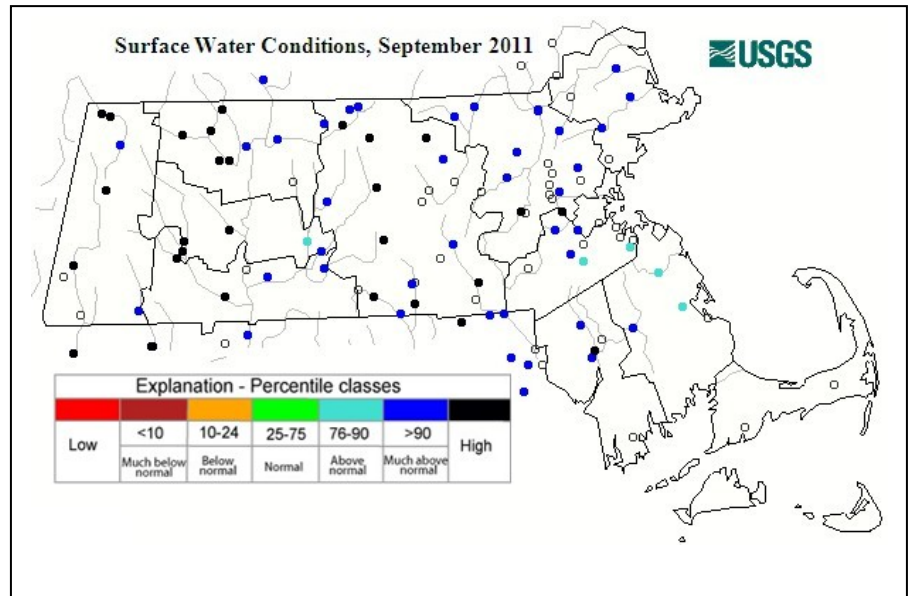 Surface Water Conditions, September 2011
USGS
Explanation - Percentile classes
Low
<10
10-24
25-75
76-90
>90
High
Much below
normal
Below
normal
Normal
Above
normal
Much above
normal